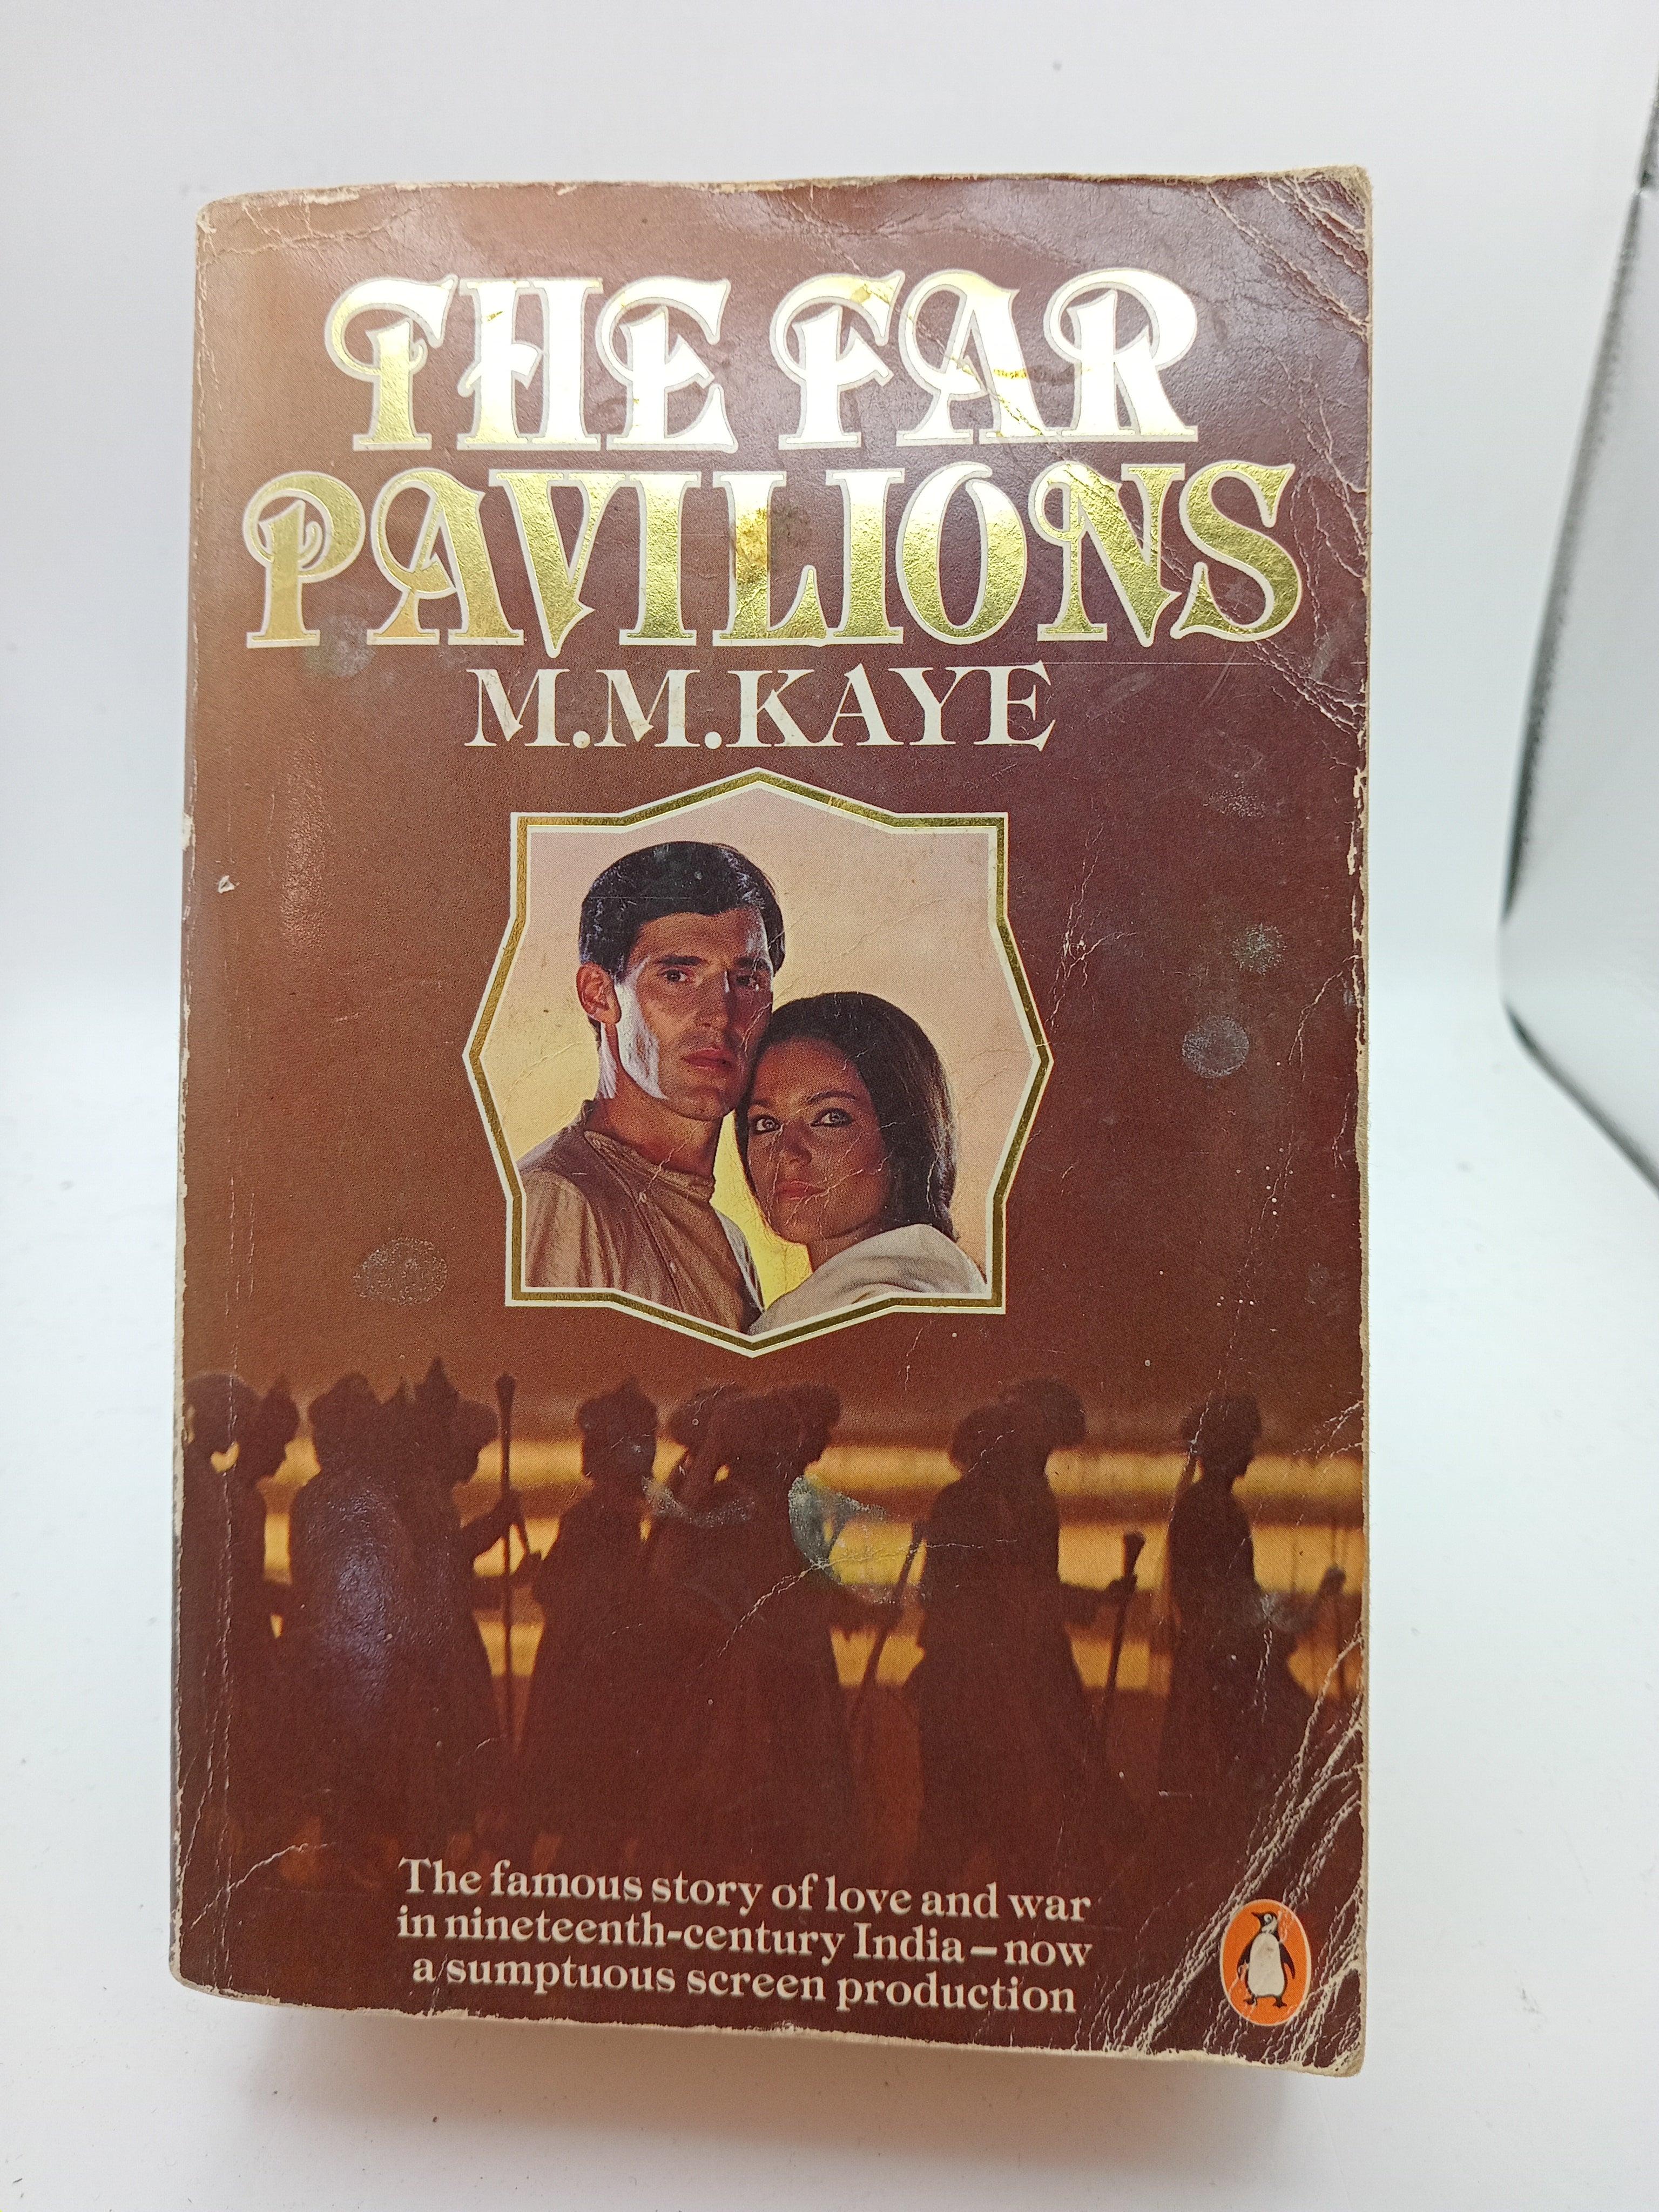 THE FAR
PAVILIONS
M.M.KAYE
The famous story of love and war
in nineteenth-century India – now
a sumptuous screen production